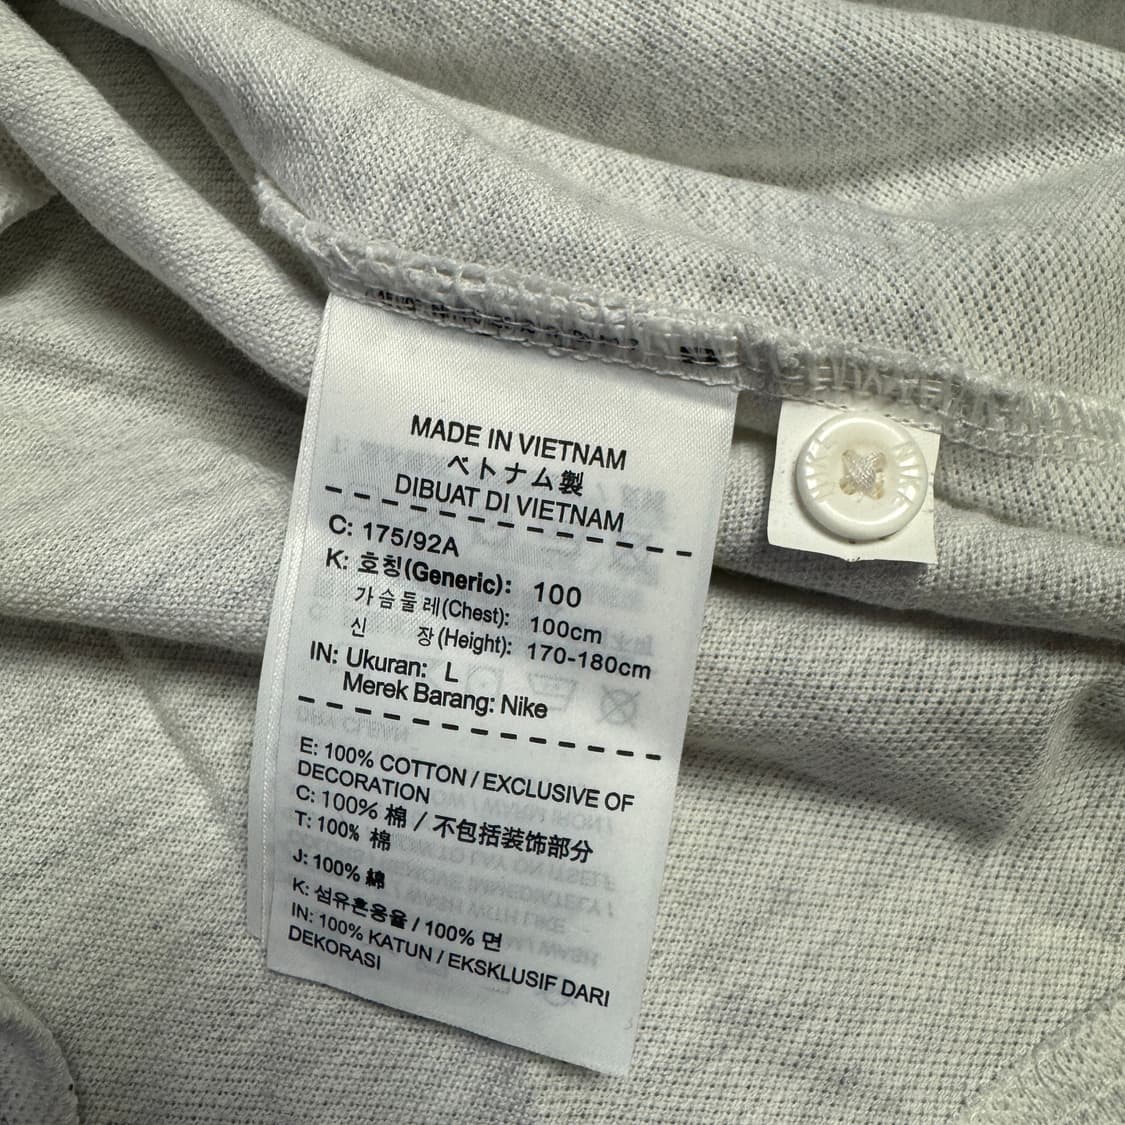 MADE IN VIETNAM
ベトナム製
DIBUAT DI VIETNAM
C: 175/92A
K: 호칭(Generic): 100
가슴둘레(Chest): 100cm
신 장(Height): 170-180cm
IN: Ukuran: L
Merek Barang: Nike
E: 100% COTTON / EXCLUSIVE OF
DECORATION
C: 100% 棉 / 不包括装饰部分
T: 100% 棉
J: 100% 綿
K: 섬유혼용율 / 100% 면
IN: 100% KATUN / EKSKLUSIF DARI
DEKORASI